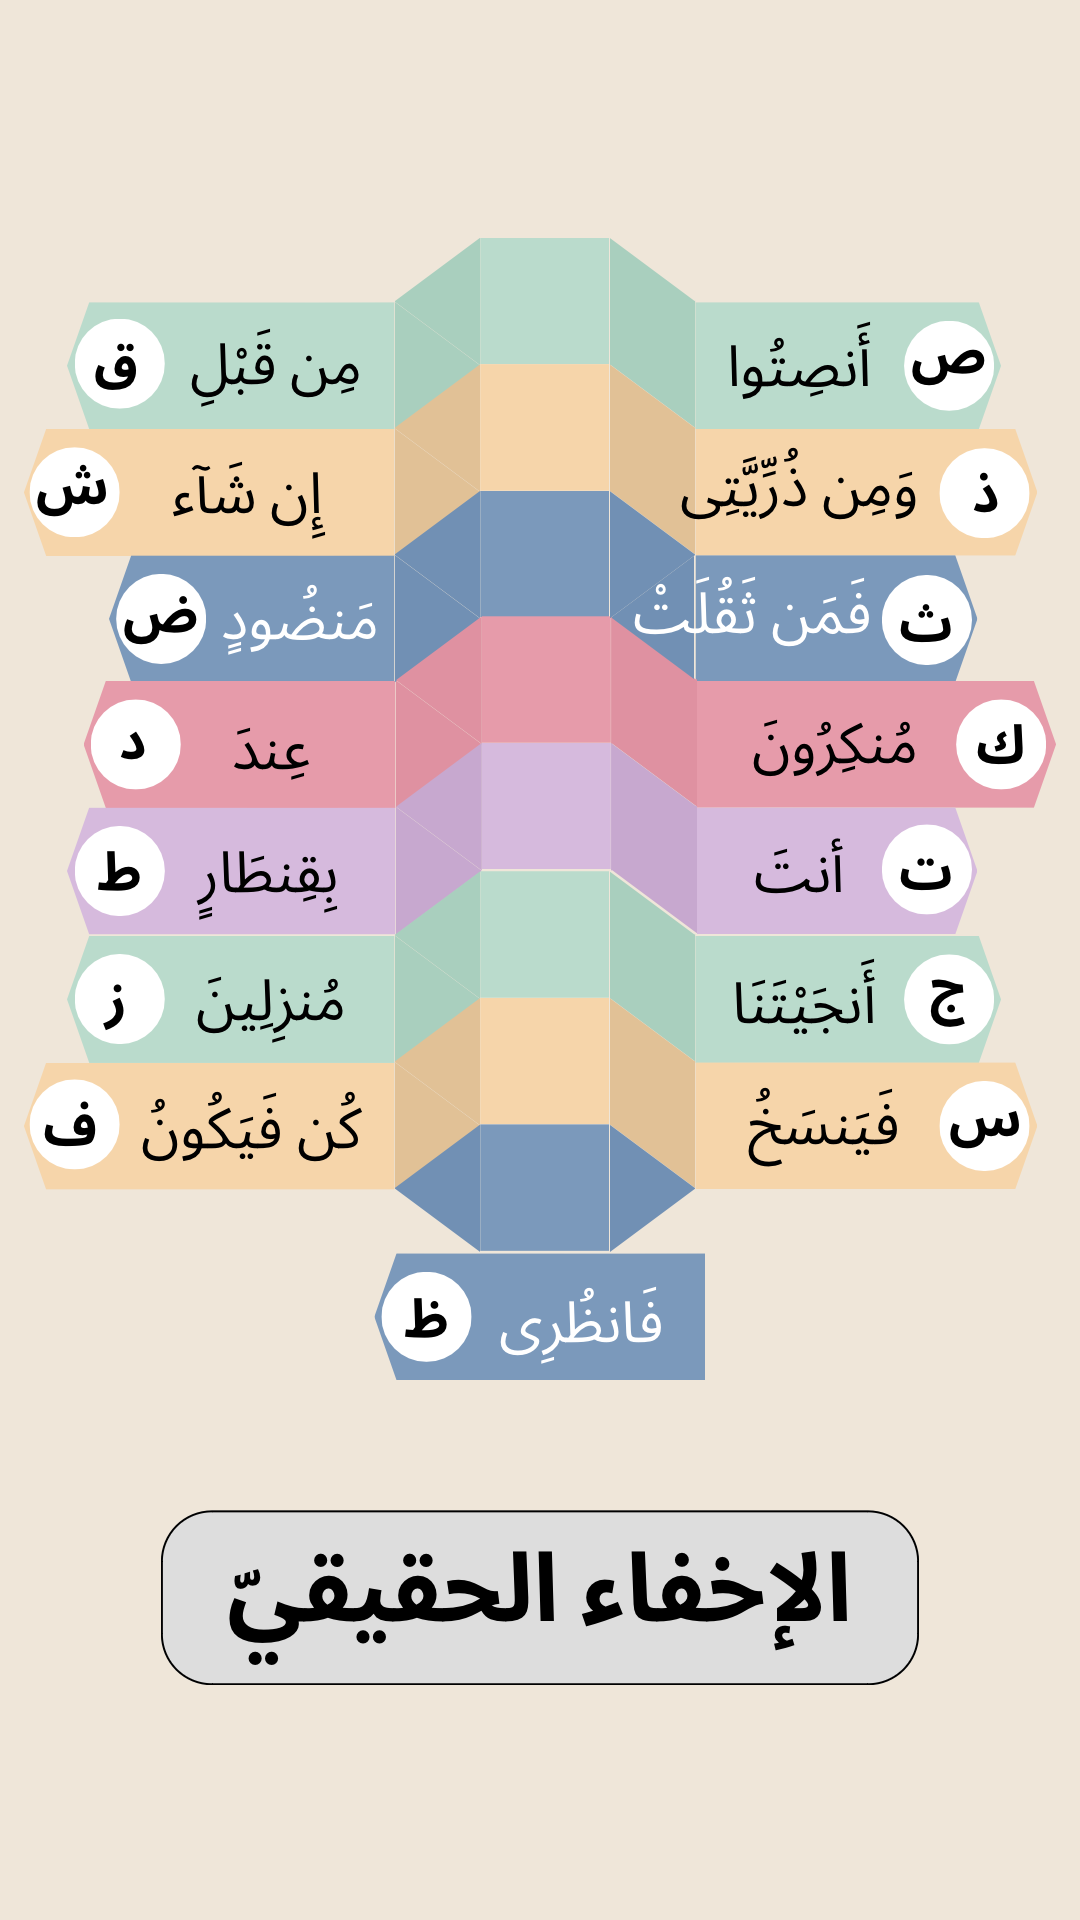 ص أَنصِتُوا
ق مِن قَبْلِ
ذ وَمِن ذُرِّيَّتِى
ش إِن شَآء
ث فَمَن ثَقُلَتْ
ض مَنضُودٍ
ك مُنكِرُونَ
د عِندَ
ت أنتَ
ط بِقِنطَارٍ
ج أَنجَيْتَنَا
ز مُنزِلِينَ
س فَيَنسَخُ
ف كُن فَيَكُونُ
ظ فَانظُرِى
الإخفاء الحقيقيّ